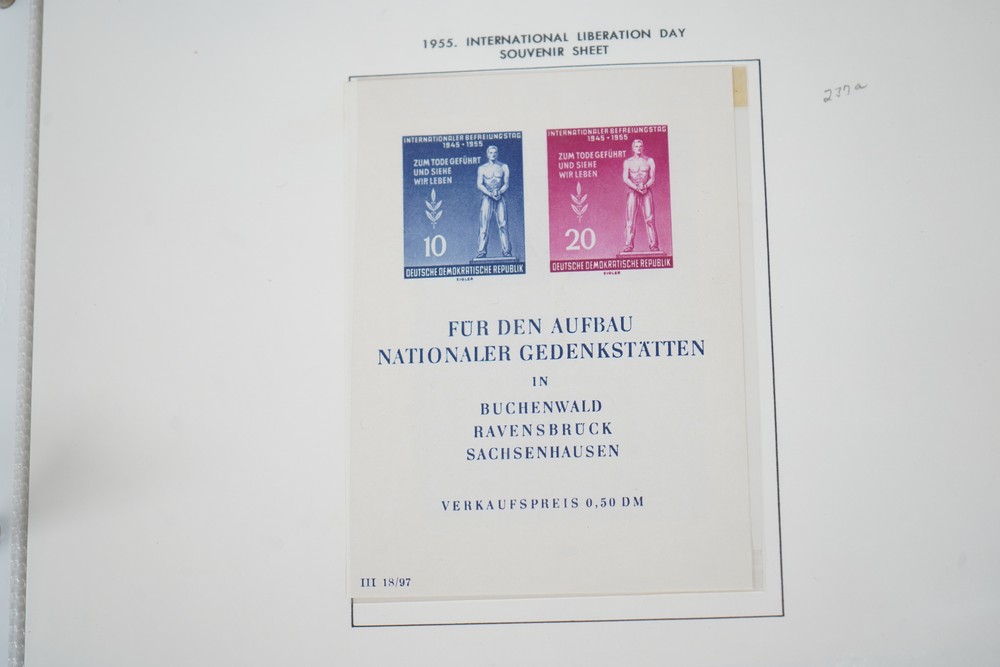 1955. INTERNATIONAL LIBERATION DAY
SOUVENIR SHEET
237a
INTERNATIONALER BEFREIUNGSTAG
1945 • 1955
ZUM TODE GEFÜHRT
UND SIEHE
WIR LEBEN
10
DEUTSCHE DEMOKRATISCHE REPUBLIK
SIGLER
INTERNATIONALER BEFREIUNGSTAG
1945 • 1955
ZUM TODE GEFÜHRT
UND SIEHE
WIR LEBEN
20
DEUTSCHE DEMOKRATISCHE REPUBLIK
SIGLER
FÜR DEN AUFBAU
NATIONALER GEDENKSTÄTTEN
IN
BUCHENWALD
RAVENSBRÜCK
SACHSENHAUSEN
VERKAUFSPREIS 0,50 DM
III 18/97